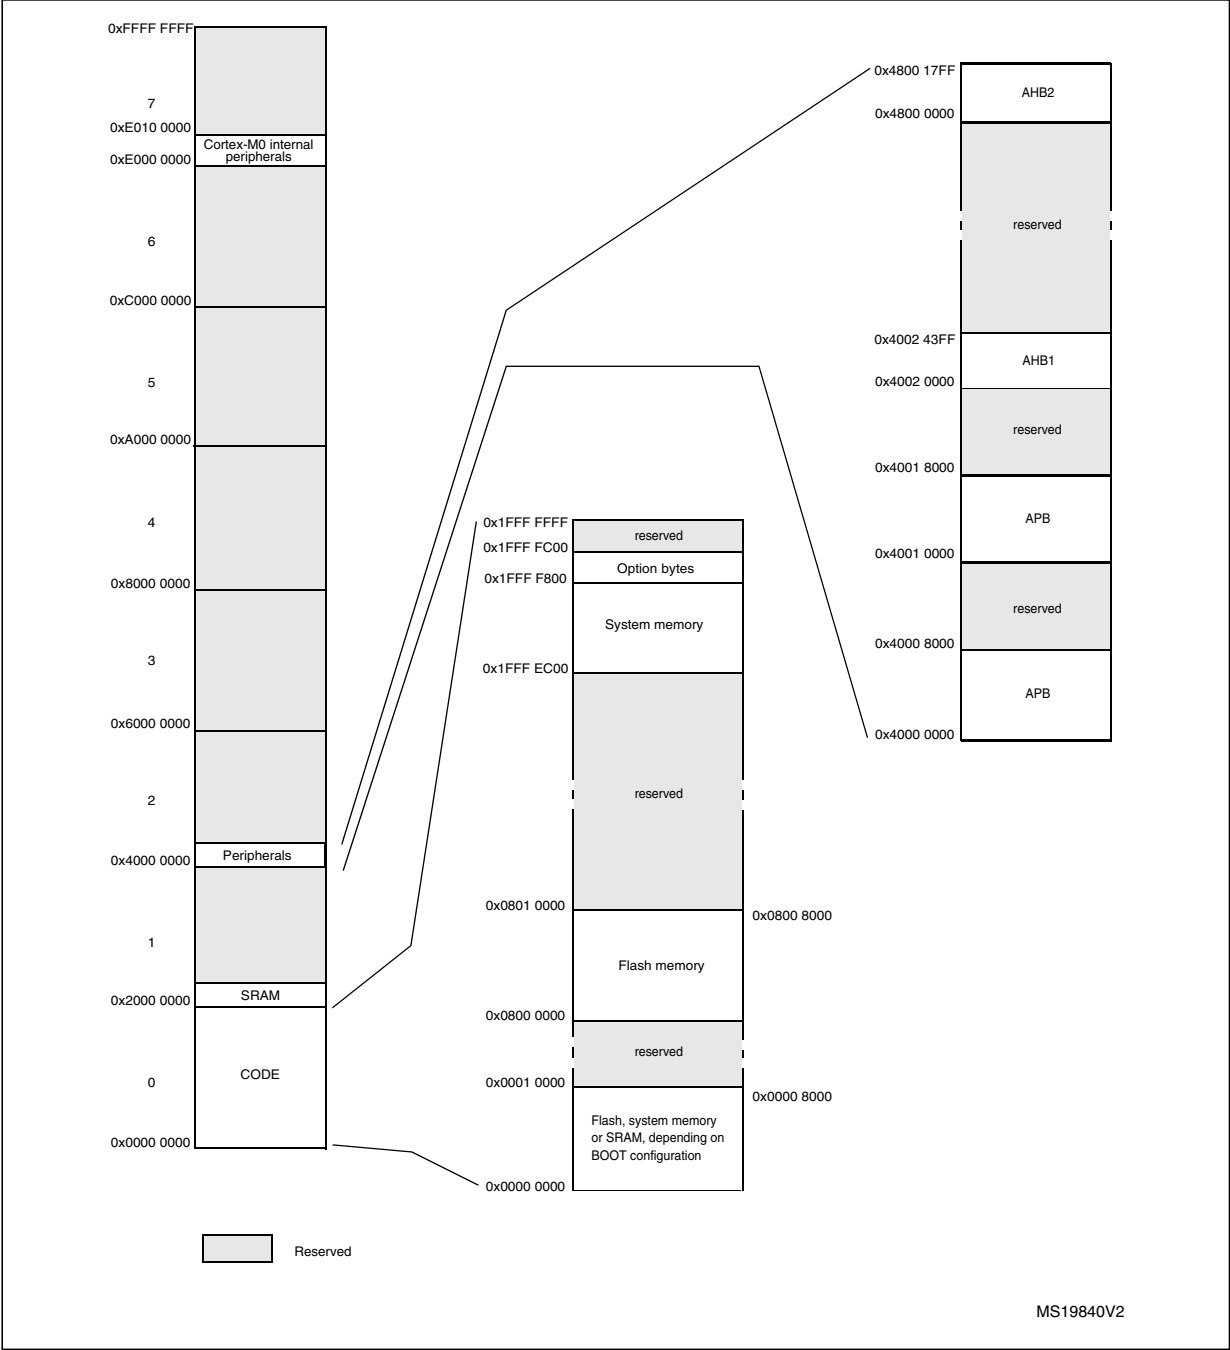 0xFFFF FFFF
7
0xE010 0000
Cortex-M0 internal
peripherals
0xE000 0000
6
0xC000 0000
5
0xA000 0000
4
0x8000 0000
3
0x6000 0000
2
Peripherals
0x4000 0000
1
SRAM
0x2000 0000
CODE
0
0x0000 0000
0x1FFF FFFF
reserved
0x1FFF FC00
Option bytes
0x1FFF F800
System memory
0x1FFF EC00
reserved
0x0801 0000
0x0800 8000
Flash memory
0x0800 0000
reserved
0x0001 0000
0x0000 8000
Flash, system memory
or SRAM, depending on
BOOT configuration
0x0000 0000
0x4800 17FF
AHB2
0x4800 0000
reserved
0x4002 43FF
AHB1
0x4002 0000
reserved
0x4001 8000
APB
0x4001 0000
reserved
0x4000 8000
APB
0x4000 0000
Reserved
MS19840V2